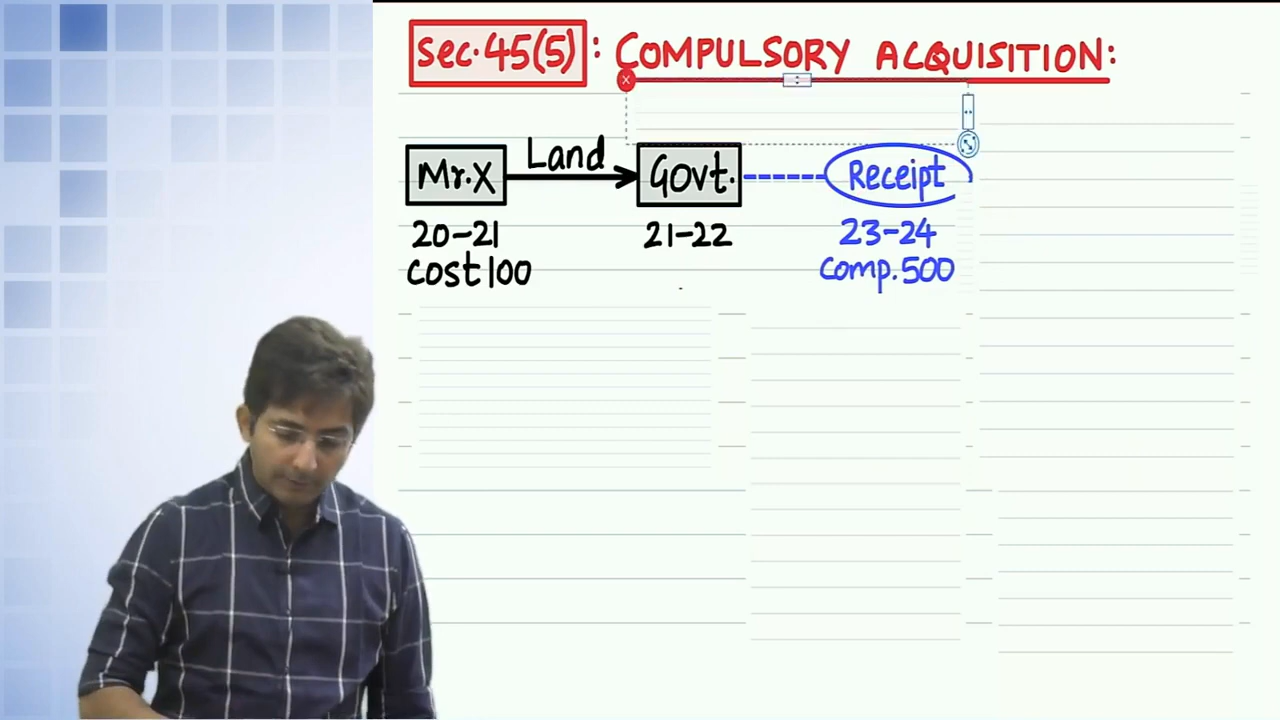 Sec. 45(5) : COMPULSORY ACQUISITION:
Mr.X Land Govt. Receipt
20-21 21-22 23-24
Cost 100 Comp. 500